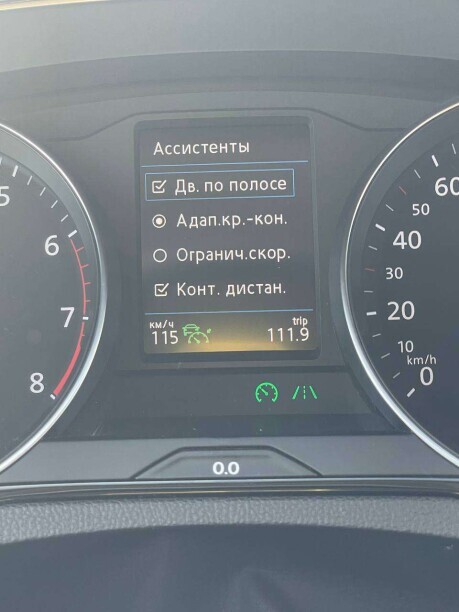 Ассистенты
Дв. по полосе
Адап.кр.-кон.
Огранич.скор.
Конт. дистан.
км/ч
115
trip
111.9
5
6
7
8
60
50
40
30
20
10
km/h
0
0.0